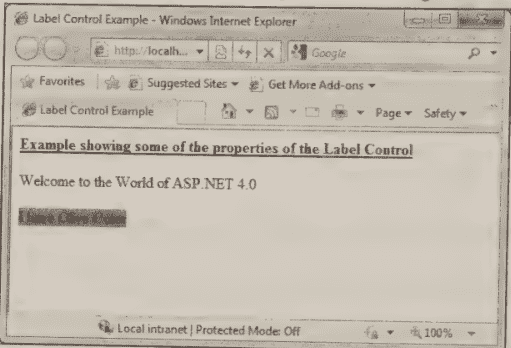 Label Control Example - Windows Internet Explorer
http://localh...
Google
Favorites Suggested Sites Get More Add-ons
Label Control Example Page Safety
Example showing some of the properties of the Label Control
Welcome to the World of ASP.NET 4.0
Local intranet | Protected Mode: Off 100%